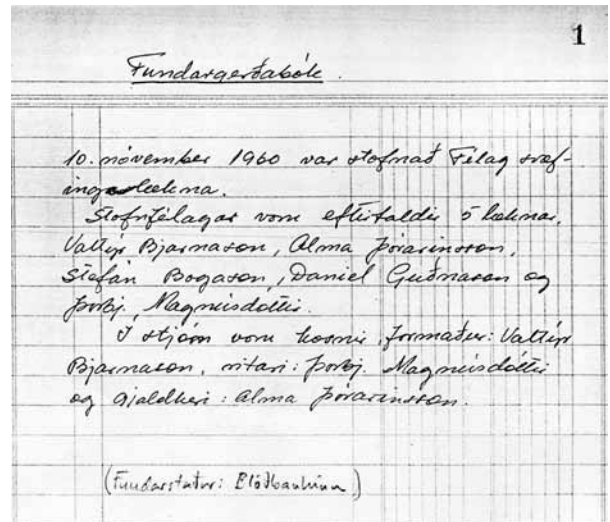 1
Fundargerðabók.
10. nóvember 1960 var stofnað Félag svæf-
ingalækna.
Stofnfélagar voru eftirtaldir 5 læknar,
Valtýr Bjarnason, Alma Þórarinsson,
Stefán Bogason, Daníel Guðnason og
Þorbj. Magnúsdóttir.
Í stjórn voru kosnir, formaður: Valtýr
Bjarnason, ritari: Þorbj. Magnúsdóttir
og gjaldkeri: Alma Þórarinsson.
(Fundarstaður: Blóðbankinn)